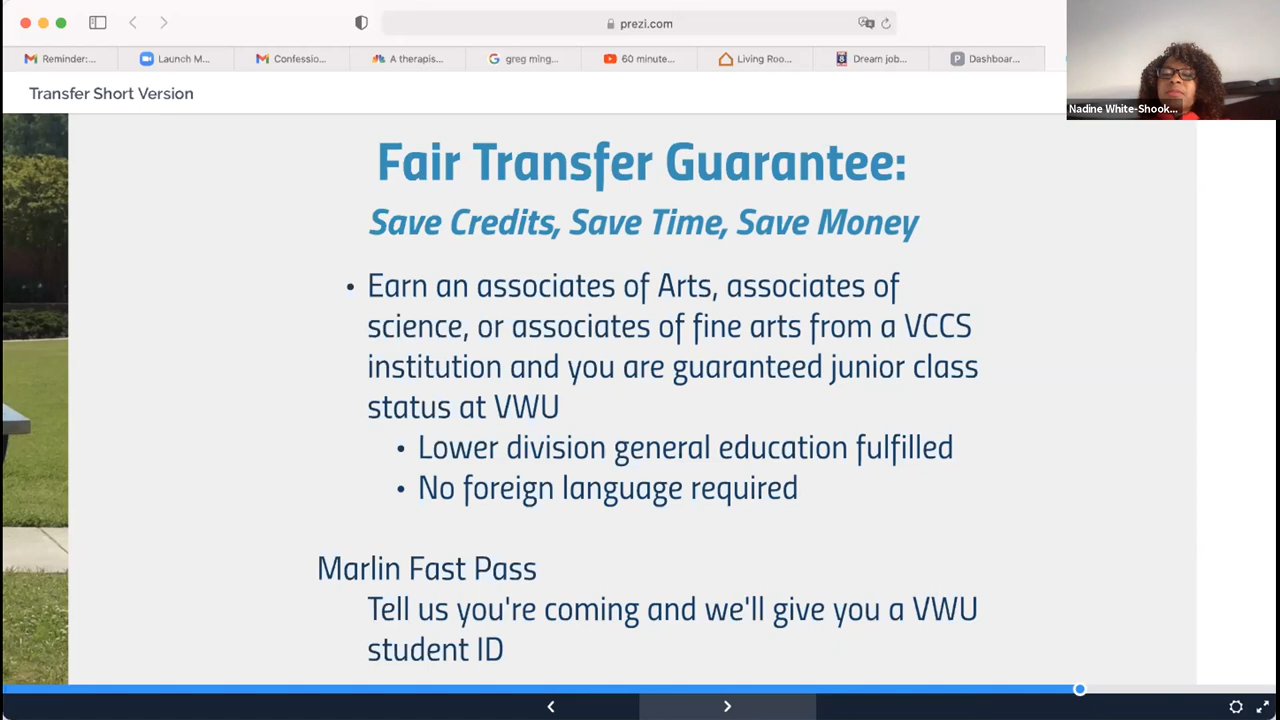 prezi.com
Reminder:...
Launch M...
Confessio...
A therapis...
greg ming...
60 minute...
Living Roo...
Dream job...
Dashboar...
Nadine White-Shook...
Transfer Short Version
Fair Transfer Guarantee:
Save Credits, Save Time, Save Money
• Earn an associates of Arts, associates of
science, or associates of fine arts from a VCCS
institution and you are guaranteed junior class
status at VWU
• Lower division general education fulfilled
• No foreign language required
Marlin Fast Pass
Tell us you're coming and we'll give you a VWU
student ID